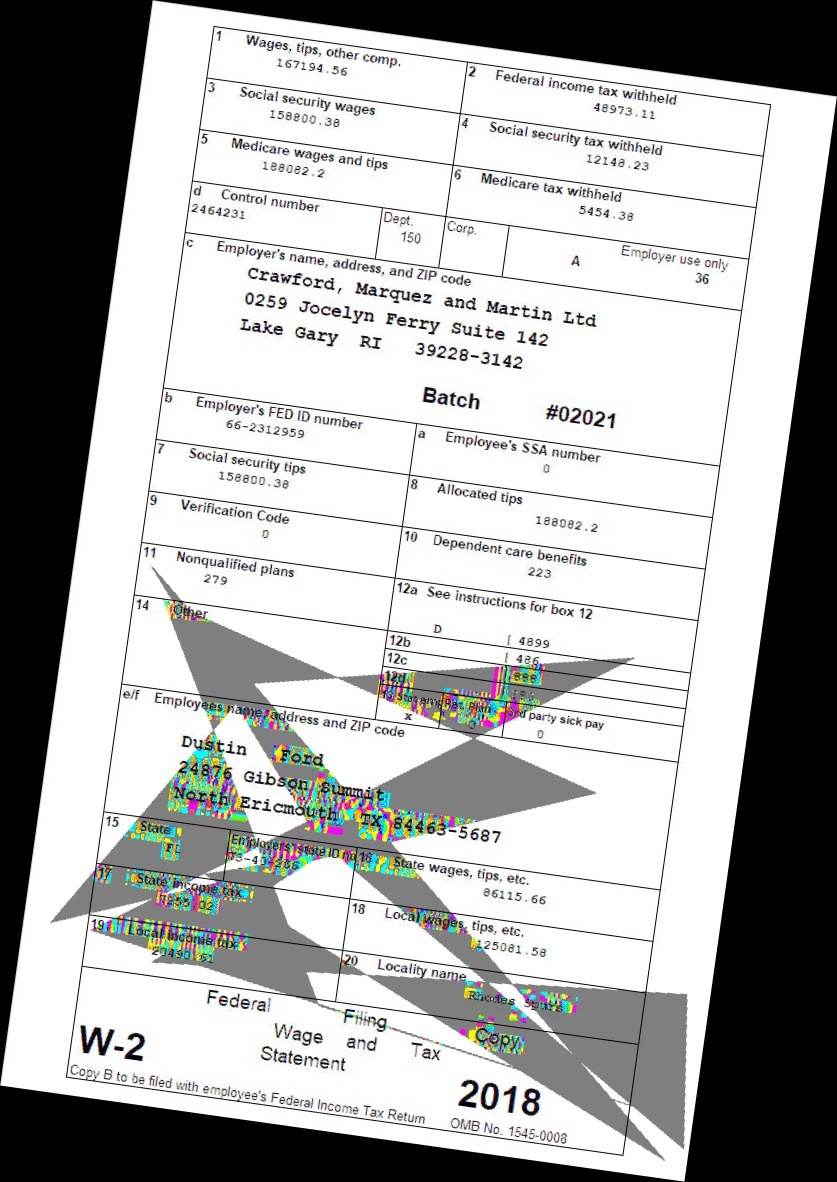 1 Wages, tips, other comp.
167194.56
2 Federal income tax withheld
48973.11
3 Social security wages
158800.38
4 Social security tax withheld
12148.23
5 Medicare wages and tips
188082.2
6 Medicare tax withheld
5454.38
d Control number
2464231
Dept.
150
Corp.
A
Employer use only
36
c Employer's name, address, and ZIP code
Crawford, Marquez and Martin Ltd
0259 Jocelyn Ferry Suite 142
Lake Gary RI 39228-3142
Batch #02021
b Employer's FED ID number
66-2312959
a Employee's SSA number
0
7 Social security tips
158800.38
8 Allocated tips
188082.2
9 Verification Code
0
10 Dependent care benefits
223
11 Nonqualified plans
279
12a See instructions for box 12
D | 4899
12b | 486
12c 888
12d
14 Other
13 Stat emp Ret. Plan 3rd party sick pay
x 0
e/f Employees name, address and ZIP code
Dustin Ford
24876 Gibson Summit
North Ericmouth TX 84463-5687
15 State
Employers' state ID no
16 State wages, tips, etc.
86115.66
17 State income tax
18 Local wages, tips, etc.
125081.58
19 Local income tax
20 Locality name
Rhodes
Federal Filing Copy
W-2 Wage and Tax
Statement
2018
Copy B to be filed with employee's Federal Income Tax Return
OMB No. 1545-0008